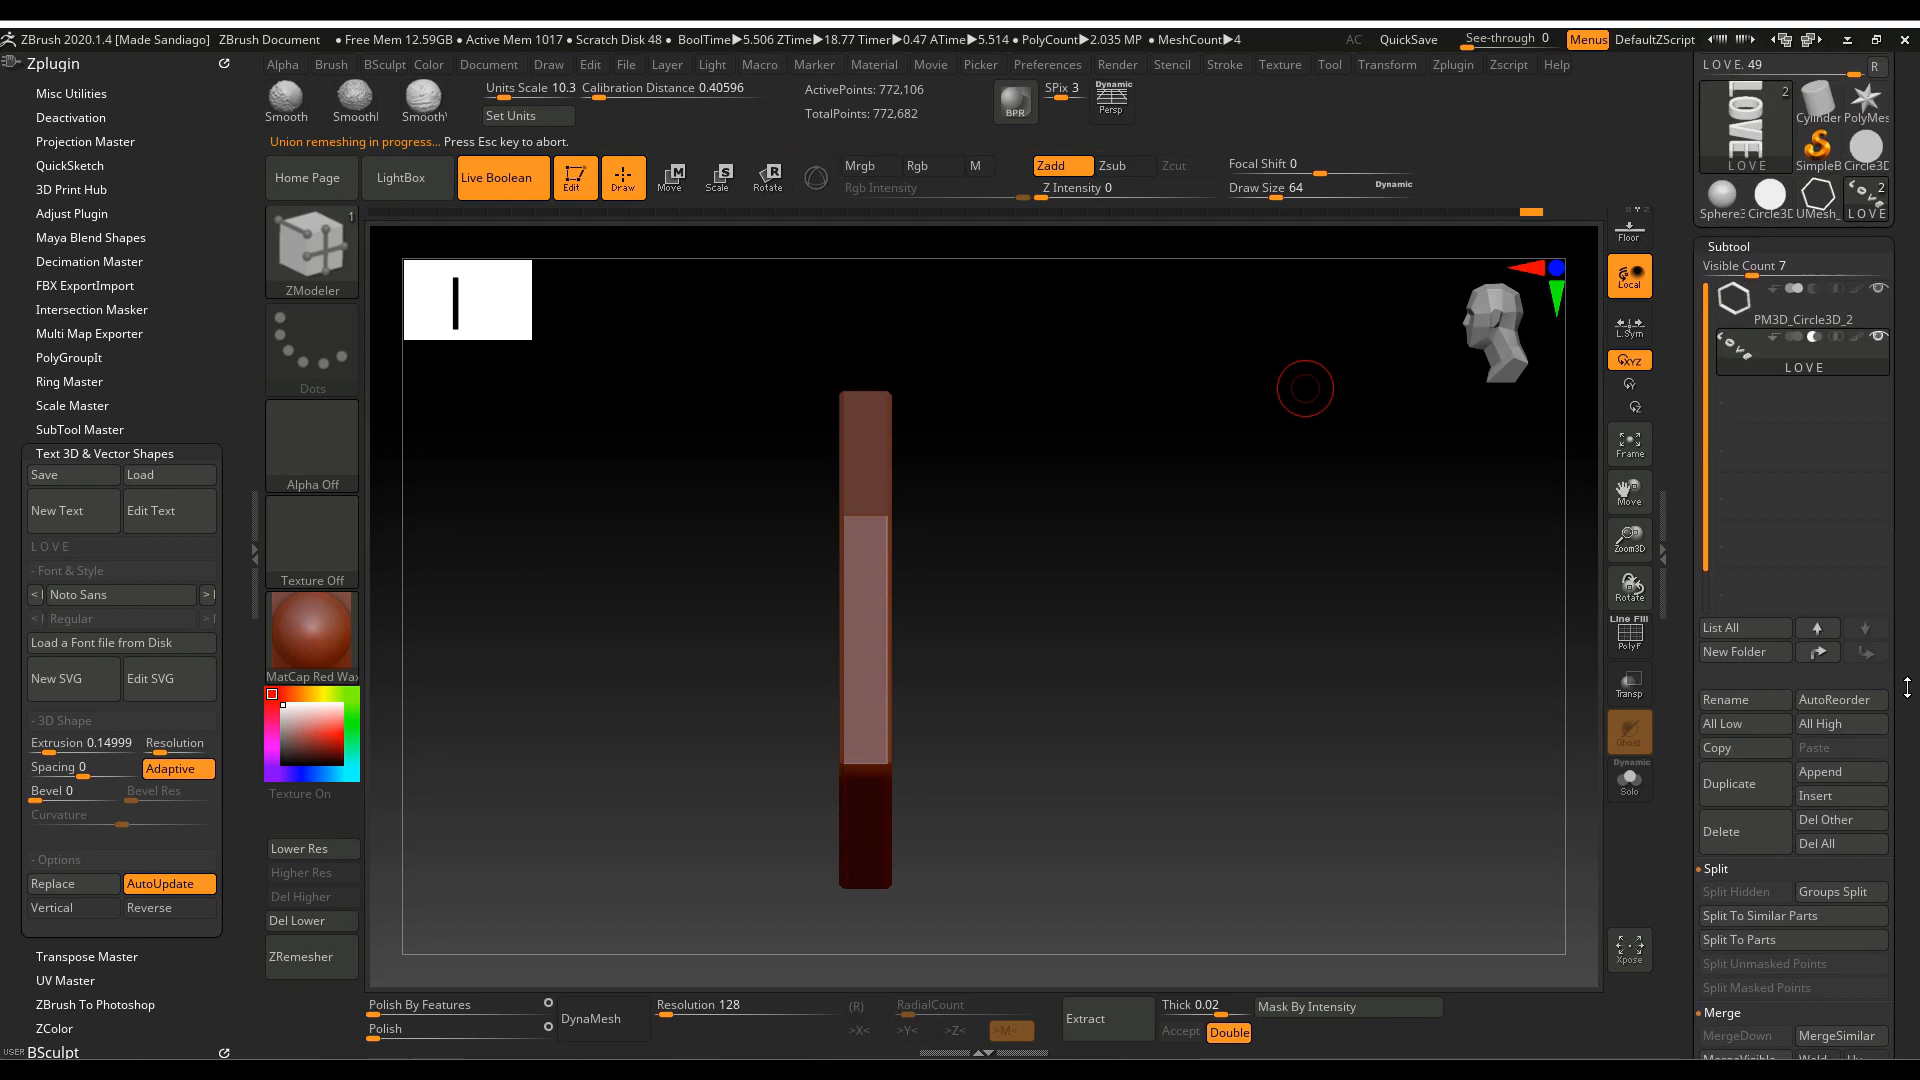 ZBrush 2020.1.4 [Made Sandiago] ZBrush Document • Free Mem 12.59GB • Active Mem 1017 • Scratch Disk 48 • BoolTime▶5.506 ZTime▶18.77 Timer▶0.47 ATime▶5.514 • PolyCount▶2.035 MP • MeshCount▶4 AC QuickSave See-through 0 Menus DefaultZScript
Zplugin
Alpha Brush BSculpt Color Document Draw Edit File Layer Light Macro Marker Material Movie Picker Preferences Render Stencil Stroke Texture Tool Transform Zplugin Zscript Help
Misc Utilities
Deactivation
Projection Master
QuickSketch
3D Print Hub
Adjust Plugin
Maya Blend Shapes
Decimation Master
FBX ExportImport
Intersection Masker
Multi Map Exporter
PolyGroupIt
Ring Master
Scale Master
SubTool Master
Text 3D & Vector Shapes
Save Load
New Text Edit Text
L O V E
- Font & Style
< Noto Sans >
< Regular >
Load a Font file from Disk
New SVG Edit SVG
- 3D Shape
Extrusion 0.14999 Resolution
Spacing 0 Adaptive
Bevel 0 Bevel Res
Curvature
- Options
Replace AutoUpdate
Vertical Reverse
Transpose Master
UV Master
ZBrush To Photoshop
ZColor
USER BSculpt
Smooth Smooth Smooth
Units Scale 10.3 Calibration Distance 0.40596
Set Units
ActivePoints: 772,106
TotalPoints: 772,682
BPR SPix 3 Dynamic
Persp
Union remeshing in progress... Press Esc key to abort.
Home Page LightBox Live Boolean Edit Draw Move Scale Rotate
Mrgb Rgb M Zadd Zsub Zcut Focal Shift 0
Rgb Intensity Z Intensity 0 Draw Size 64 Dynamic
1
ZModeler
Dots
Alpha Off
Texture Off
MatCap Red Wax
Texture On
Lower Res
Higher Res
Del Higher
Del Lower
ZRemesher
Floor
Local
L.Sym
XYZ
Y
Z
Frame
Move
Zoom3D
Rotate
Line Fill
PolyF
Transp
Ghost
Dynamic
Solo
Xpose
Polish By Features
Polish
DynaMesh
Resolution 128
(R) RadialCount
>X< >Y< >Z< >M<
Extract
Thick 0.02 Mask By Intensity
Accept Double
L O V E. 49 R
LOVE
2
L O V E
Cylinder PolyMes
SimpleB Circle3D
Sphere3 Circle3D UMesh_ L O V E
2
Subtool
Visible Count 7
PM3D_Circle3D_2
L O V E
List All
New Folder
Rename AutoReorder
All Low All High
Copy Paste
Duplicate Append
Insert
Delete Del Other
Del All
Split
Split Hidden Groups Split
Split To Similar Parts
Split To Parts
Split Unmasked Points
Split Masked Points
Merge
MergeDown MergeSimilar
MergeVisible Weld Uv